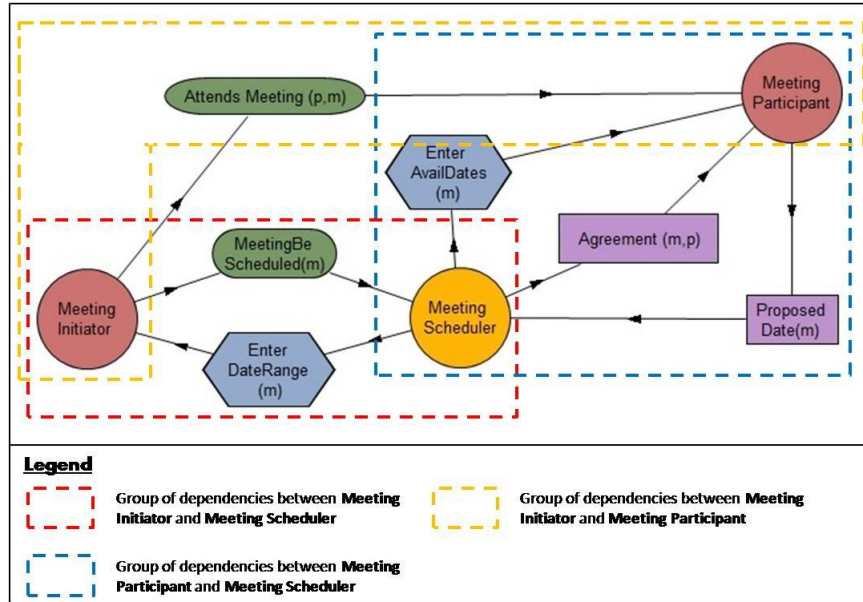 Attends Meeting (p,m)
Meeting
Participant
Enter
AvailDates
(m)
MeetingBe
Scheduled(m)
Agreement (m,p)
Meeting
Initiator
Meeting
Scheduler
Proposed
Date(m)
Enter
DateRange
(m)
Legend
Group of dependencies between Meeting
Initiator and Meeting Scheduler
Group of dependencies between Meeting
Initiator and Meeting Participant
Group of dependencies between Meeting
Participant and Meeting Scheduler